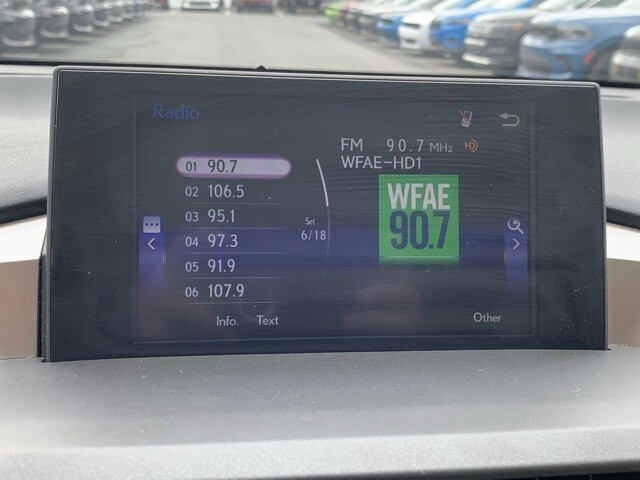 Radio
01 90.7
02 106.5
03 95.1
04 97.3
05 91.9
06 107.9
Set
6/18
FM 90.7 MHz HD
WFAE-HD1
WFAE
90.7
Info. Text
Other